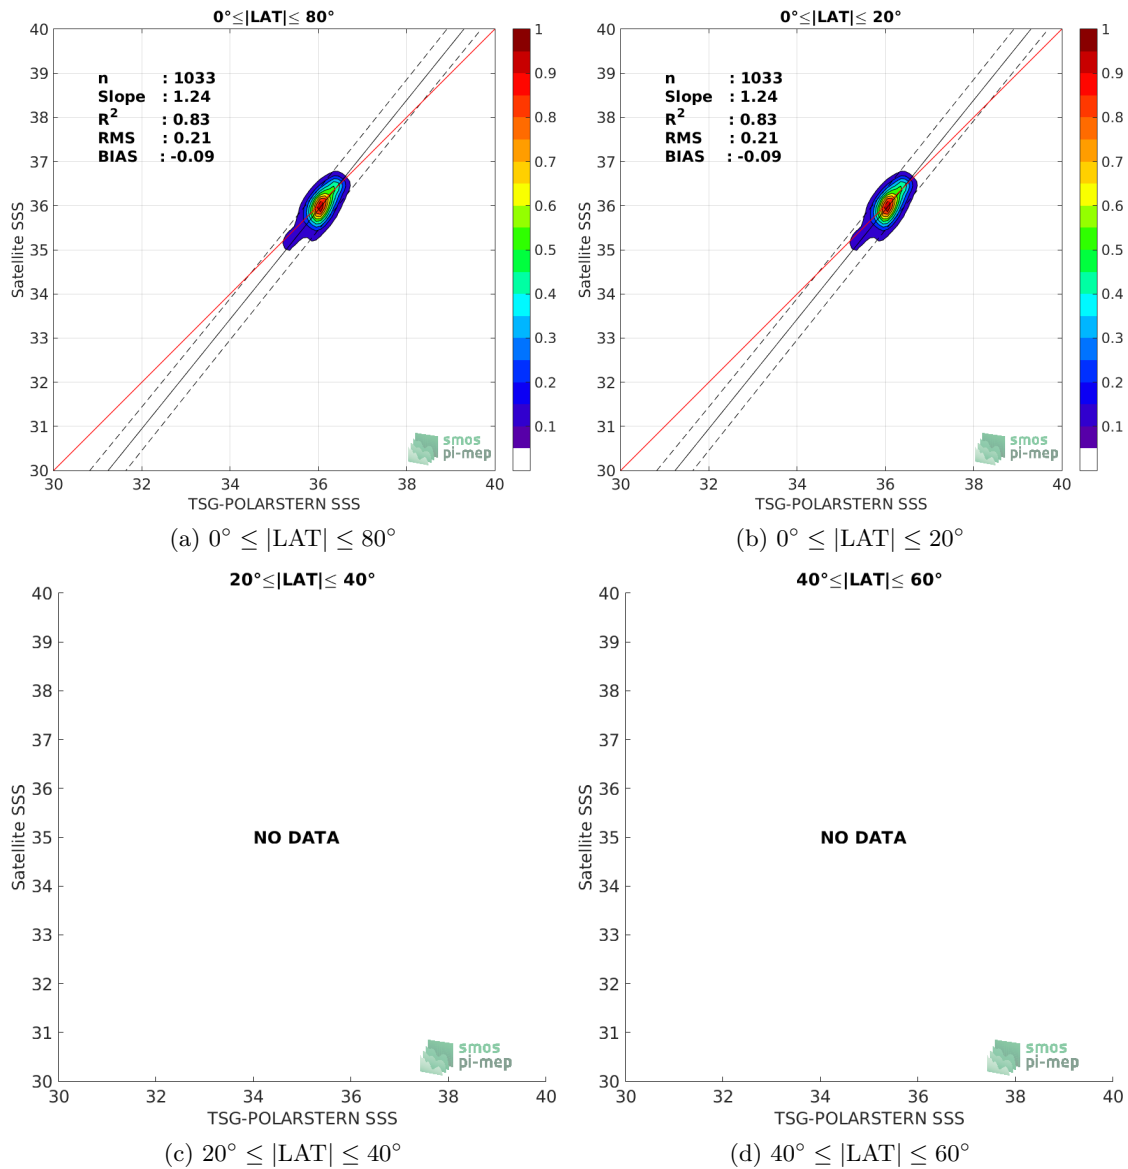 0°≤|LAT|≤ 80°
40
39
38
37
36
35
34
33
32
31
30
Satellite SSS
n : 1033
Slope : 1.24
R2 : 0.83
RMS : 0.21
BIAS : -0.09
smos
pi-mep
30 32 34 36 38 40
TSG-POLARSTERN SSS
1
0.9
0.8
0.7
0.6
0.5
0.4
0.3
0.2
0.1
(a) 0° ≤ |LAT| ≤ 80°
0°≤|LAT|≤ 20°
40
39
38
37
36
35
34
33
32
31
30
Satellite SSS
n : 1033
Slope : 1.24
R2 : 0.83
RMS : 0.21
BIAS : -0.09
smos
pi-mep
30 32 34 36 38 40
TSG-POLARSTERN SSS
1
0.9
0.8
0.7
0.6
0.5
0.4
0.3
0.2
0.1
(b) 0° ≤ |LAT| ≤ 20°
20°≤|LAT|≤ 40°
40
39
38
37
36
35
34
33
32
31
30
Satellite SSS
NO DATA
smos
pi-mep
30 32 34 36 38 40
TSG-POLARSTERN SSS
(c) 20° ≤ |LAT| ≤ 40°
40°≤|LAT|≤ 60°
40
39
38
37
36
35
34
33
32
31
30
Satellite SSS
NO DATA
smos
pi-mep
30 32 34 36 38 40
TSG-POLARSTERN SSS
(d) 40° ≤ |LAT| ≤ 60°